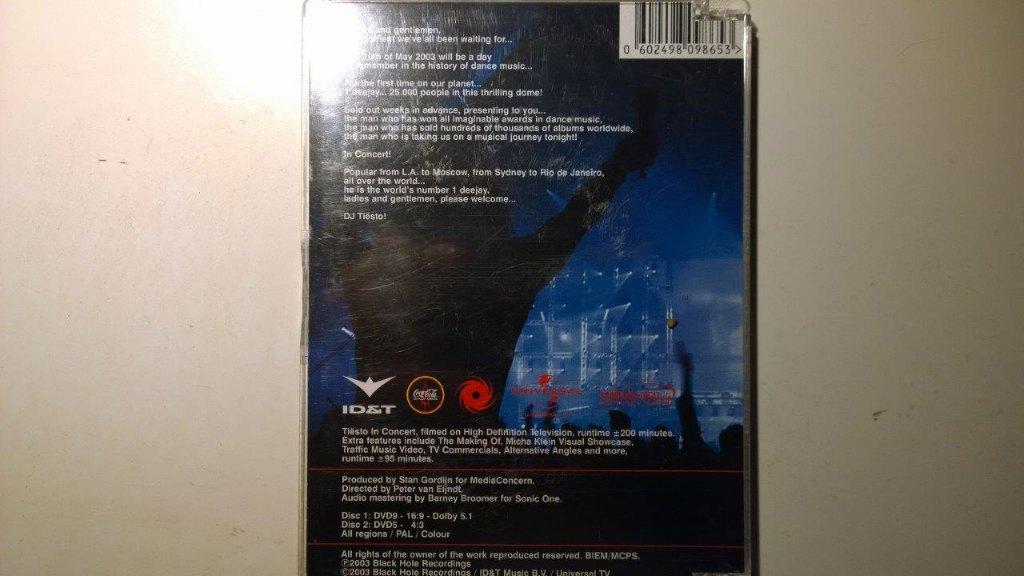 and gentlemen,
we've all been waiting for...
of May 2003 will be a day
remember in the history of dance music...
the first time on our planet...
1 deejay... 25.000 people in this thrilling dome!
Sold out weeks in advance, presenting to you...
the man who has won all imaginable awards in dance music,
the man who has sold hundreds of thousands of albums worldwide,
the man who is taking us on a musical journey tonight!
In Concert!
Popular from L.A. to Moscow, from Sydney to Rio de Janeiro,
all over the world...
he is the world's number 1 deejay,
ladies and gentlemen, please welcome...
DJ Tiësto!
0 602498 098653 >
ID&T
Coca-Cola
UNIVERSAL
Tiësto in Concert, filmed on High Definition Television, runtime ±200 minutes.
Extra features include The Making Of, Micha Klein Visual Showcase,
Traffic Music Video, TV Commercials, Alternative Angles and more,
runtime ±95 minutes.
Produced by Stan Gordijn for MediaConcern.
Directed by Peter van Eijndt.
Audio mastering by Barney Broomer for Sonic One.
Disc 1: DVD9 - 16:9 - Dolby 5.1
Disc 2: DVD5 - 4:3
All regions / PAL / Colour
All rights of the owner of the work reproduced reserved. BIEM/MCPS.
℗2003 Black Hole Recordings
©2003 Black Hole Recordings / ID&T Music B.V. / Universal TV